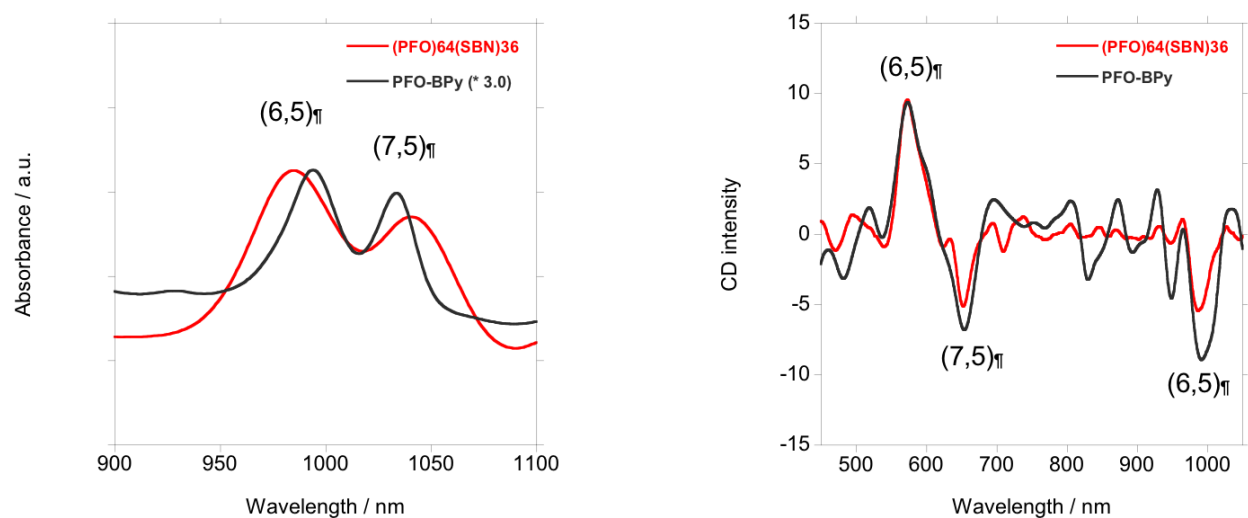 (PFO)64(SBN)36
PFO-BPy (* 3.0)
(6,5)¶
(7,5)¶
Absorbance / a.u.
900
950
1000
1050
1100
Wavelength / nm
15
10
5
0
-5
-10
-15
(PFO)64(SBN)36
PFO-BPy
(6,5)¶
(7,5)¶
(6,5)¶
CD intensity
500
600
700
800
900
1000
Wavelength / nm